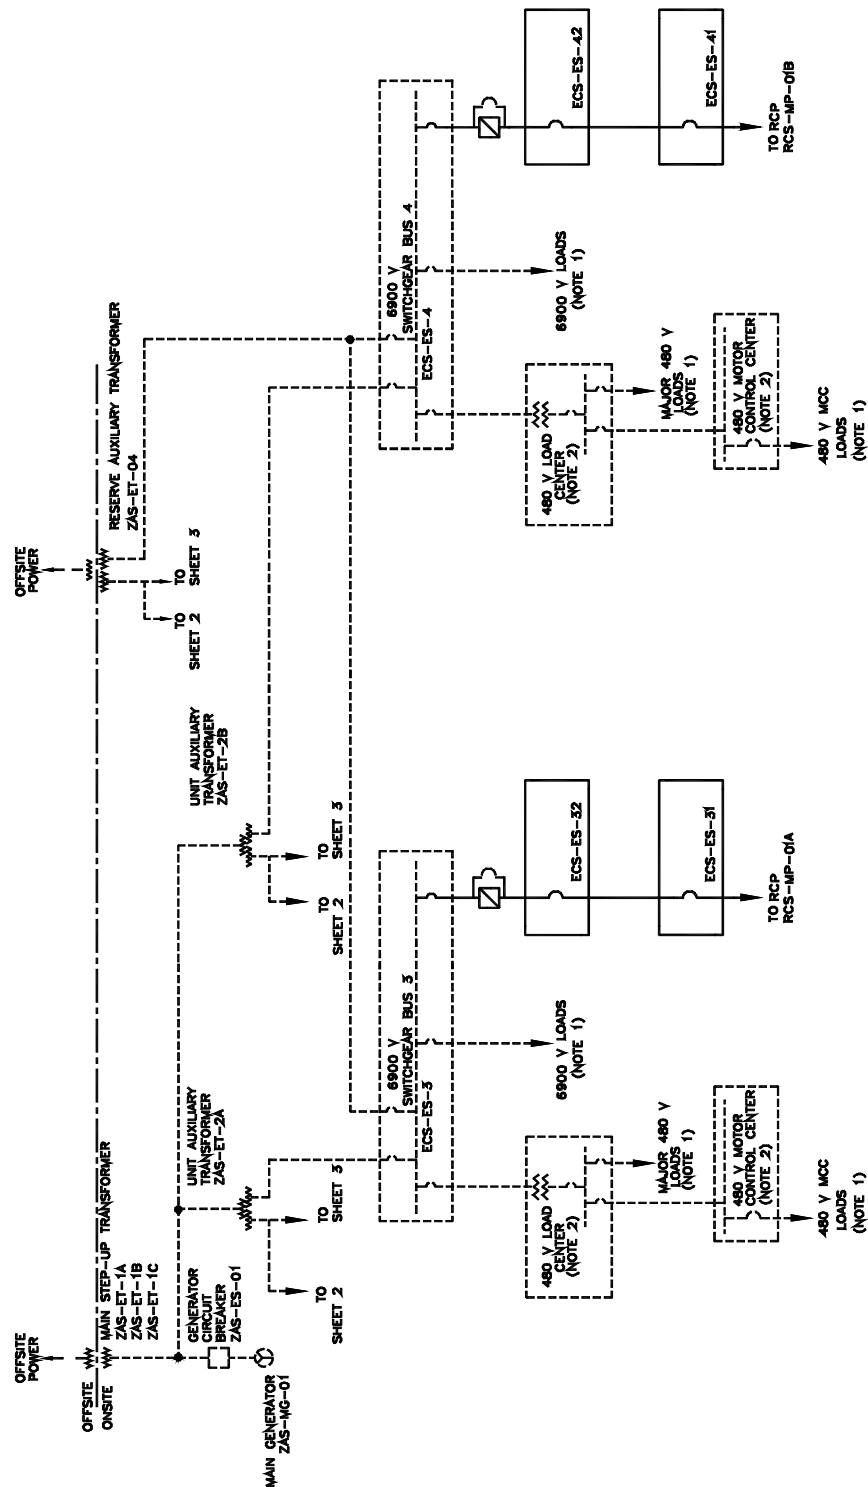 OFFSITE
POWER
OFFSITE
ONSITE
MAIN STEP-UP TRANSFORMER
ZAS-ET-1A
ZAS-ET-1B
ZAS-ET-1C
GENERATOR
CIRCUIT
BREAKER
ZAS-ES-01
MAIN GENERATOR
ZAS-MG-01
UNIT AUXILIARY
TRANSFORMER
ZAS-ET-2A
TO
SHEET 2
TO
SHEET 3
UNIT AUXILIARY
TRANSFORMER
ZAS-ET-2B
TO
SHEET 2
TO
SHEET 3
OFFSITE
POWER
RESERVE AUXILIARY TRANSFORMER
ZAS-ET-04
TO
SHEET 2
TO
SHEET 3
6900 V
SWITCHGEAR BUS 3
ECS-ES-3
480 V LOAD
CENTER
(NOTE 2)
MAJOR 480 V
LOADS
(NOTE 1)
480 V MOTOR
CONTROL CENTER
(NOTE 2)
480 V MCC
LOADS
(NOTE 1)
6900 V LOADS
(NOTE 1)
ECS-ES-32
ECS-ES-31
TO RCP
RCS-MP-01A
6900 V
SWITCHGEAR BUS 4
ECS-ES-4
480 V LOAD
CENTER
(NOTE 2)
MAJOR 480 V
LOADS
(NOTE 1)
480 V MOTOR
CONTROL CENTER
(NOTE 2)
480 V MCC
LOADS
(NOTE 1)
6900 V LOADS
(NOTE 1)
ECS-ES-42
ECS-ES-41
TO RCP
RCS-MP-01B